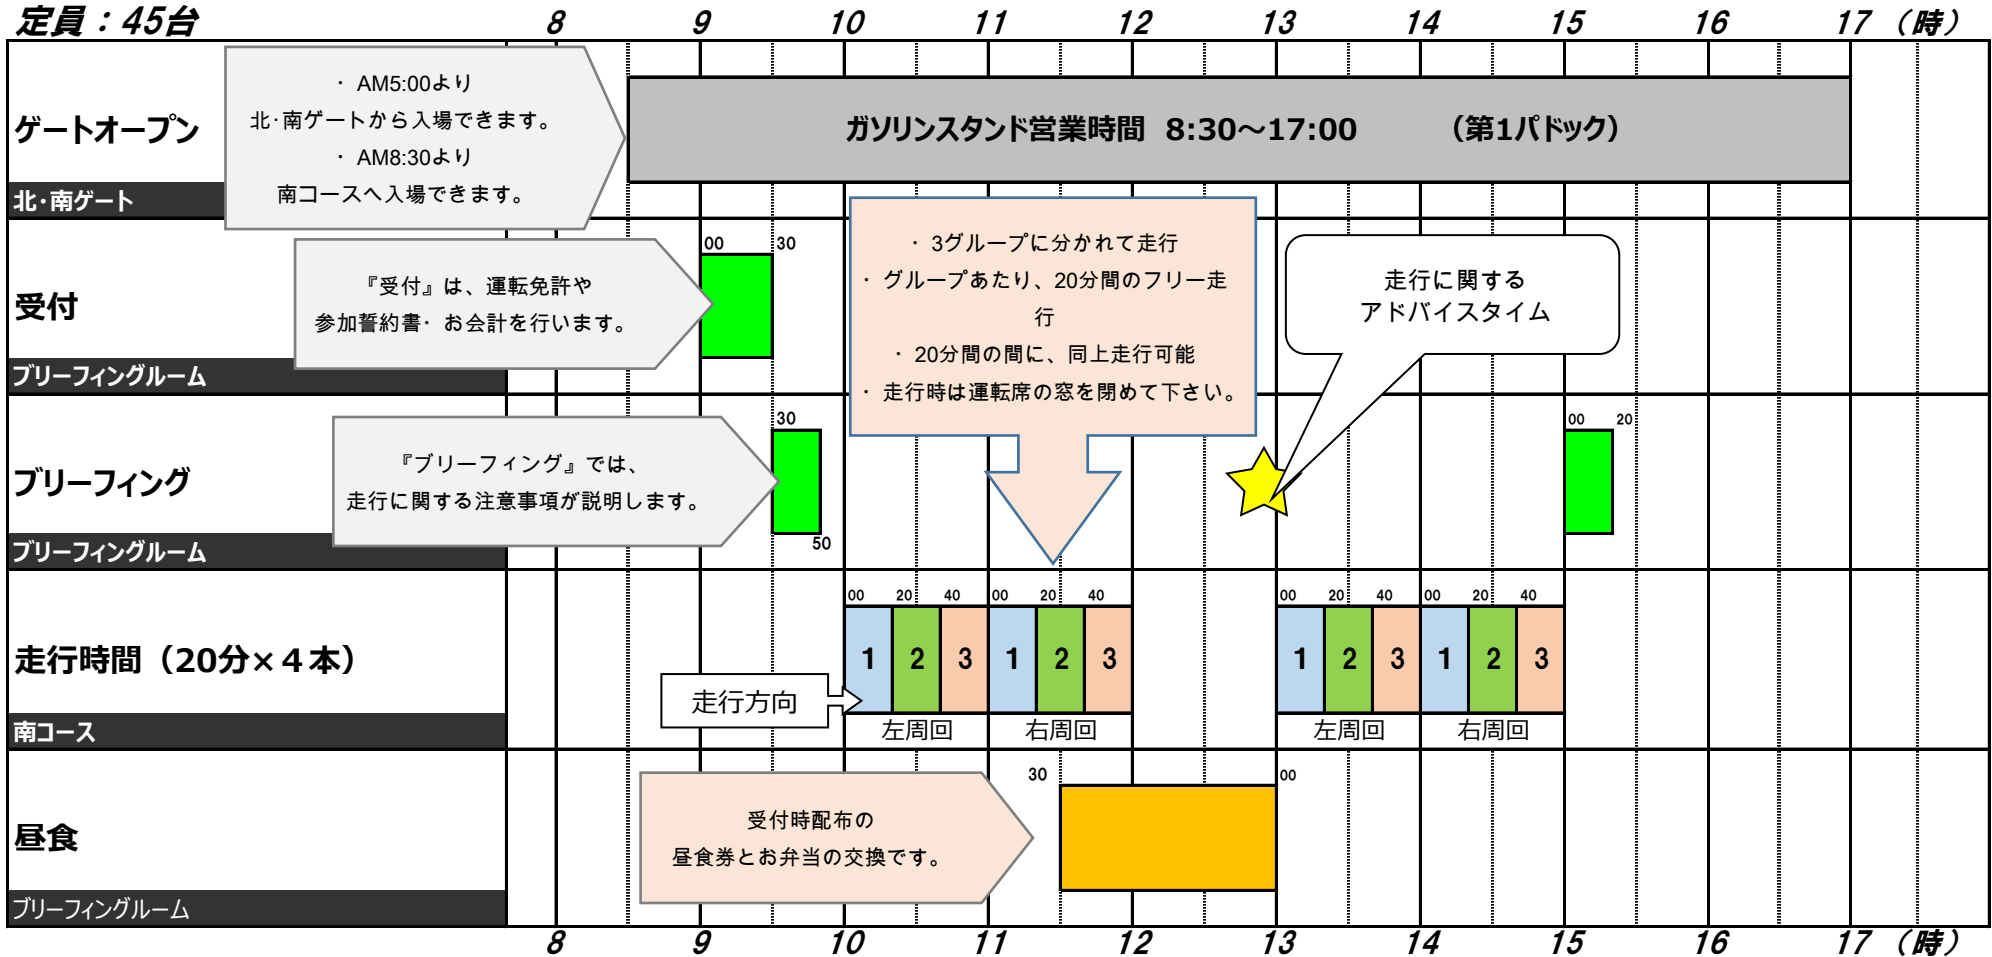 定員：45台
8 9 10 11 12 13 14 15 16 17 （時）
ゲートオープン
北・南ゲート
・ AM5:00より
北・南ゲートから入場できます。
・ AM8:30より
南コースへ入場できます。
ガソリンスタンド営業時間 8:30～17:00 （第1パドック）
受付
ブリーフィングルーム
『受付』は、運転免許や
参加誓約書・お会計を行います。
00 30
・ 3グループに分かれて走行
・ グループあたり、20分間のフリー走
行
・ 20分間の間に、同上走行可能
・ 走行時は運転席の窓を閉めて下さい。
走行に関する
アドバイスタイム
ブリーフィング
ブリーフィングルーム
『ブリーフィング』では、
走行に関する注意事項が説明します。
30
50
00 20
走行時間（20分×４本）
南コース
走行方向
00 20 40 00 20 40 00 20 40 00 20 40
1 2 3 1 2 3 1 2 3 1 2 3
左周回 右周回 左周回 右周回
昼食
ブリーフィングルーム
受付時配布の
昼食券とお弁当の交換です。
30 00
8 9 10 11 12 13 14 15 16 17 （時）